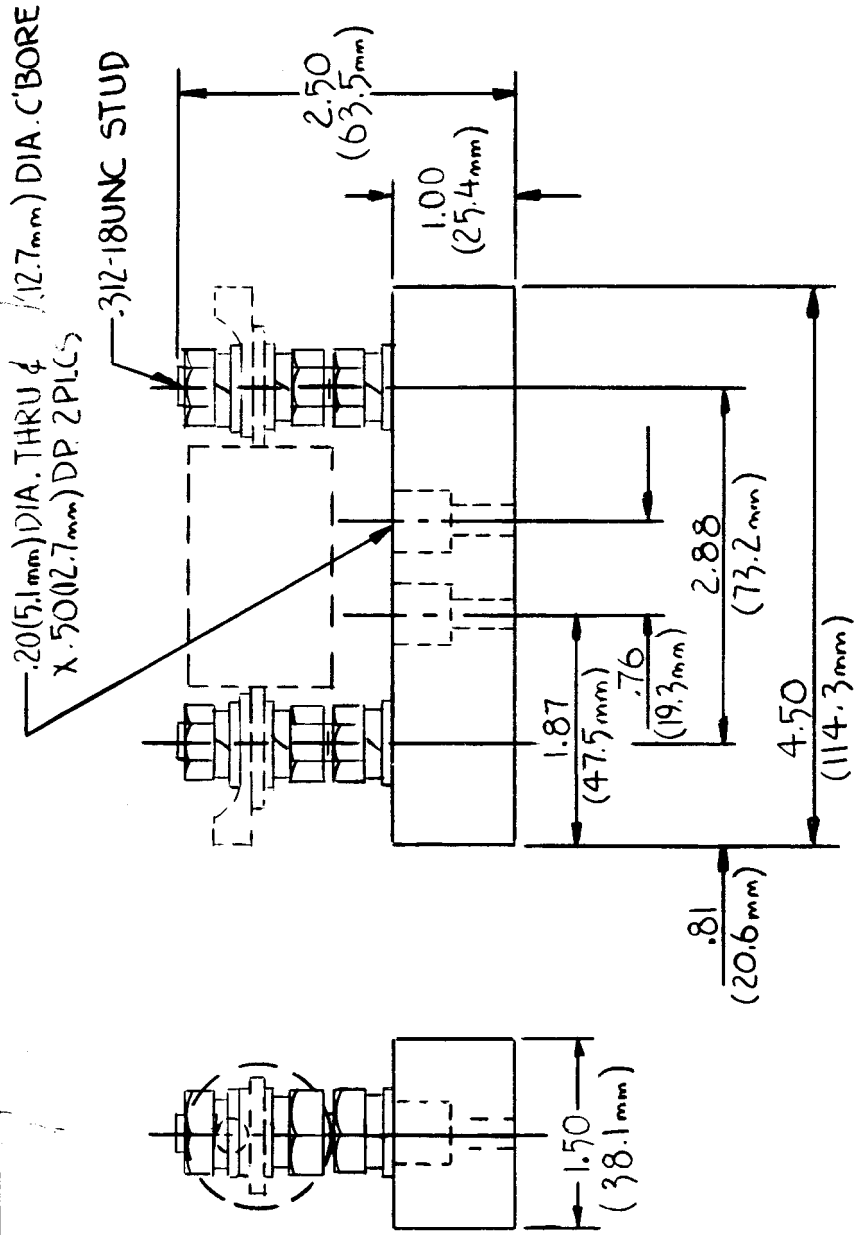 .20(5.1mm) DIA. THRU & (12.7mm) DIA. C'BORE
X .50(12.7mm) DP. 2 PLCS
.312-18UNC STUD
2.50
(63.5mm)
1.00
(25.4mm)
1.87
(47.5mm)
.76
(19.3mm)
2.88
(73.2mm)
4.50
(114.3mm)
.81
(20.6mm)
1.50
(38.1mm)